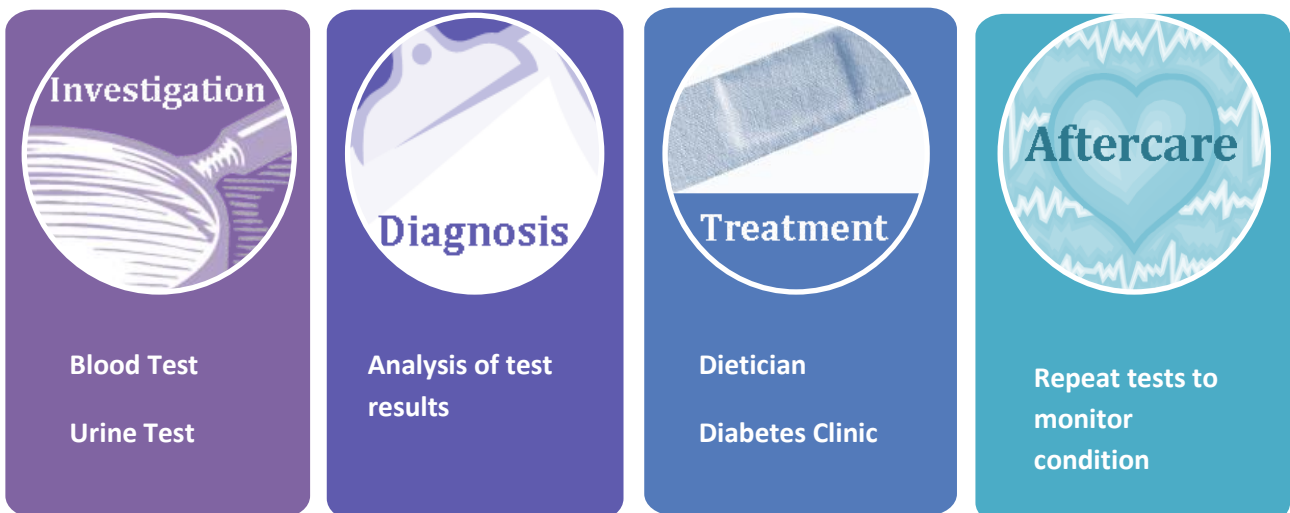 Investigation
Blood Test
Urine Test
Diagnosis
Analysis of test
results
Treatment
Dietician
Diabetes Clinic
Aftercare
Repeat tests to
monitor
condition